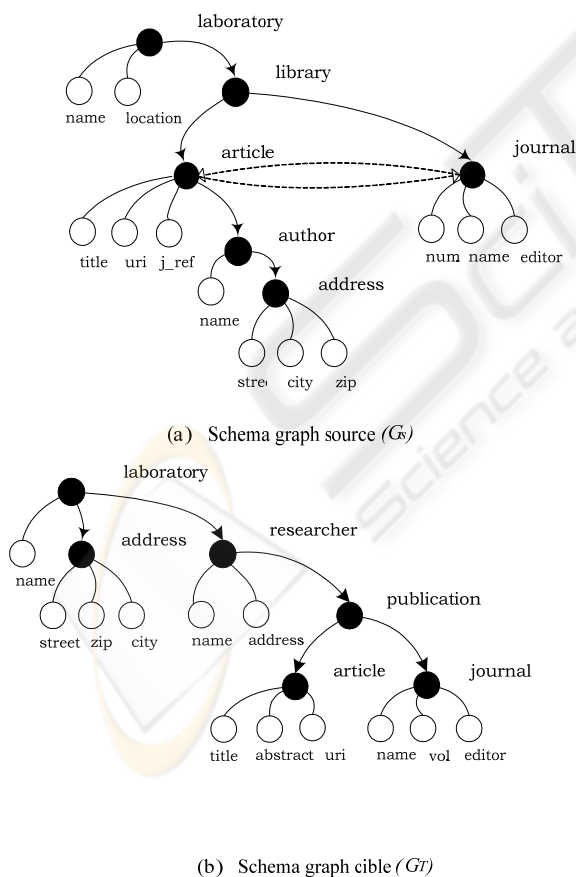 laboratory
library
name location
article
journal
title uri j_ref
author
num name editor
name
address
city zip
(a) Schema graph source (Gs)
laboratory
address
researcher
name
publication
street zip city
name address
article
journal
title abstract uri
name vol editor
(b) Schema graph cible (GT)